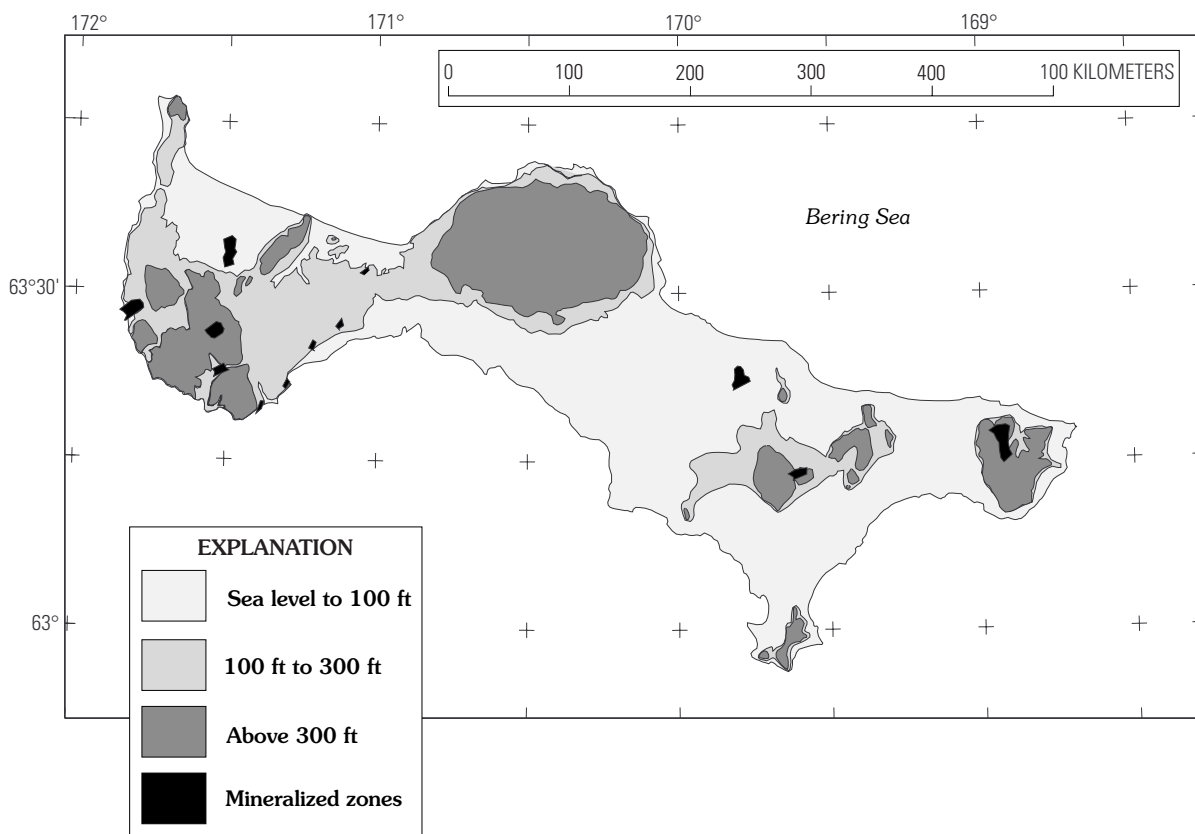 172° 171° 170° 169°
0 100 200 300 400 100 KILOMETERS
Bering Sea
63°30'
63°
EXPLANATION
Sea level to 100 ft
100 ft to 300 ft
Above 300 ft
Mineralized zones